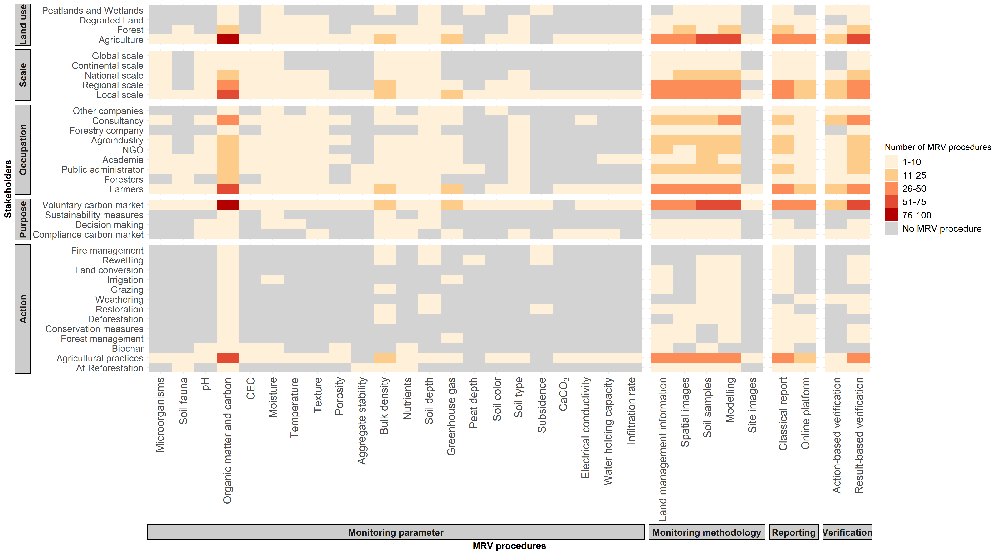 Stakeholders
Land use
Peatlands and Wetlands
Degraded Land
Forest
Agriculture
Scale
Global scale
Continental scale
National scale
Regional scale
Local scale
Occupation
Other companies
Consultancy
Forestry company
Agroindustry
NGO
Academia
Public administrator
Foresters
Farmers
Purpose
Voluntary carbon market
Sustainability measures
Decision making
Compliance carbon market
Action
Fire management
Rewetting
Land conversion
Irrigation
Grazing
Weathering
Restoration
Deforestation
Conservation measures
Forest management
Biochar
Agricultural practices
Af-Reforestation
Microorganisms
Soil fauna
pH
Organic matter and carbon
CEC
Moisture
Temperature
Texture
Porosity
Aggregate stability
Bulk density
Nutrients
Soil depth
Greenhouse gas
Peat depth
Soil color
Soil type
Subsidence
CaCO₃
Electrical conductivity
Water holding capacity
Infiltration rate
Land management information
Spatial images
Soil samples
Modelling
Site images
Classical report
Online platform
Action-based verification
Result-based verification
Monitoring parameter
Monitoring methodology
Reporting
Verification
MRV procedures
Number of MRV procedures
1-10
11-25
26-50
51-75
76-100
No MRV procedure